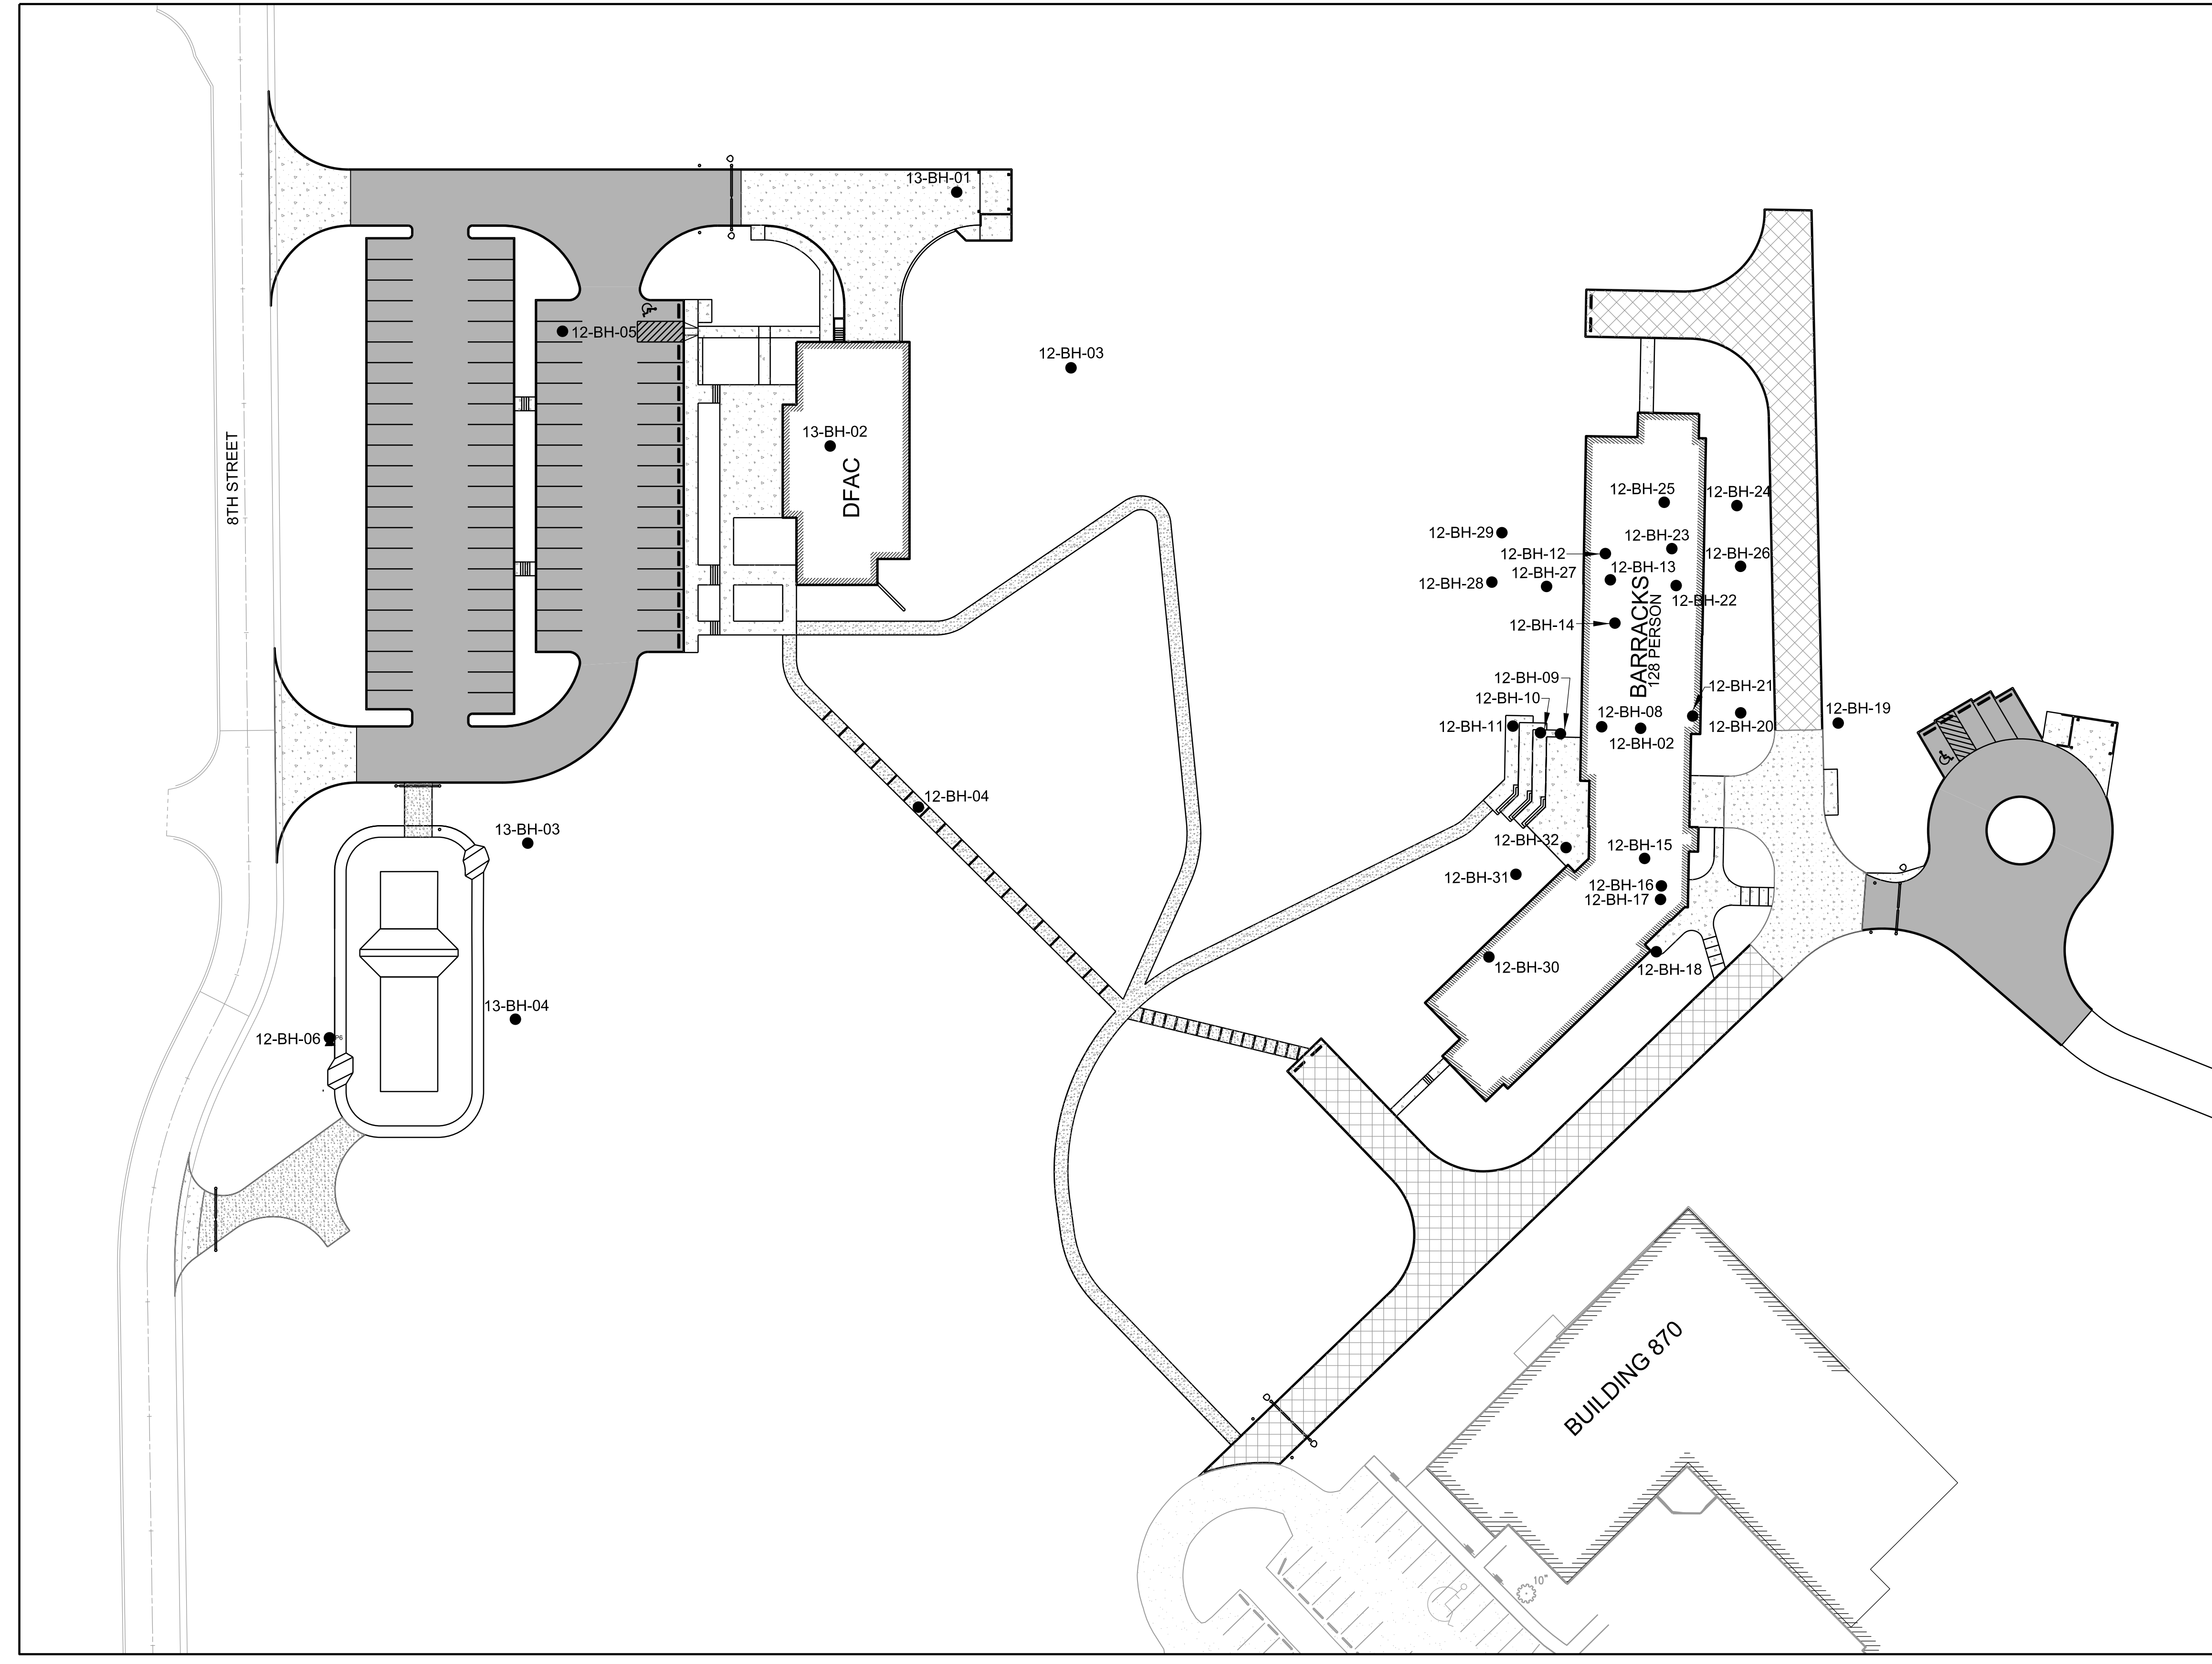 13-BH-01
12-BH-05
12-BH-03
13-BH-02
DFAC
8TH STREET
12-BH-25
12-BH-24
12-BH-29
12-BH-23
12-BH-12
12-BH-26
12-BH-13
12-BH-27
12-BH-28
12-BH-22
12-BH-14
BARRACKS
128 PERSON
12-BH-09
12-BH-21
12-BH-10
12-BH-08
12-BH-19
12-BH-11
12-BH-20
12-BH-02
12-BH-04
13-BH-03
12-BH-32
12-BH-15
12-BH-31
12-BH-16
12-BH-17
12-BH-30
12-BH-18
13-BH-04
12-BH-06
P6
BUILDING 870
10"